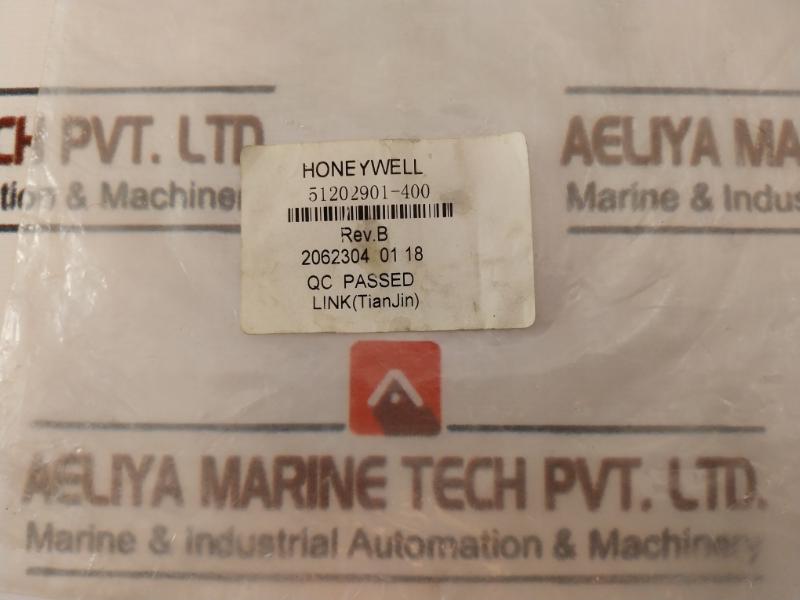 CH PVT. LTD.
tion & Machiner
AELIYA MA
Marine & Indus
HONEYWELL
51202901-400
Rev.B
2062304 01 18
QC PASSED
LINK(TianJin)
AELIYA MARINE TECH PVT. LTD.
Marine & Industrial Automation & Machinery